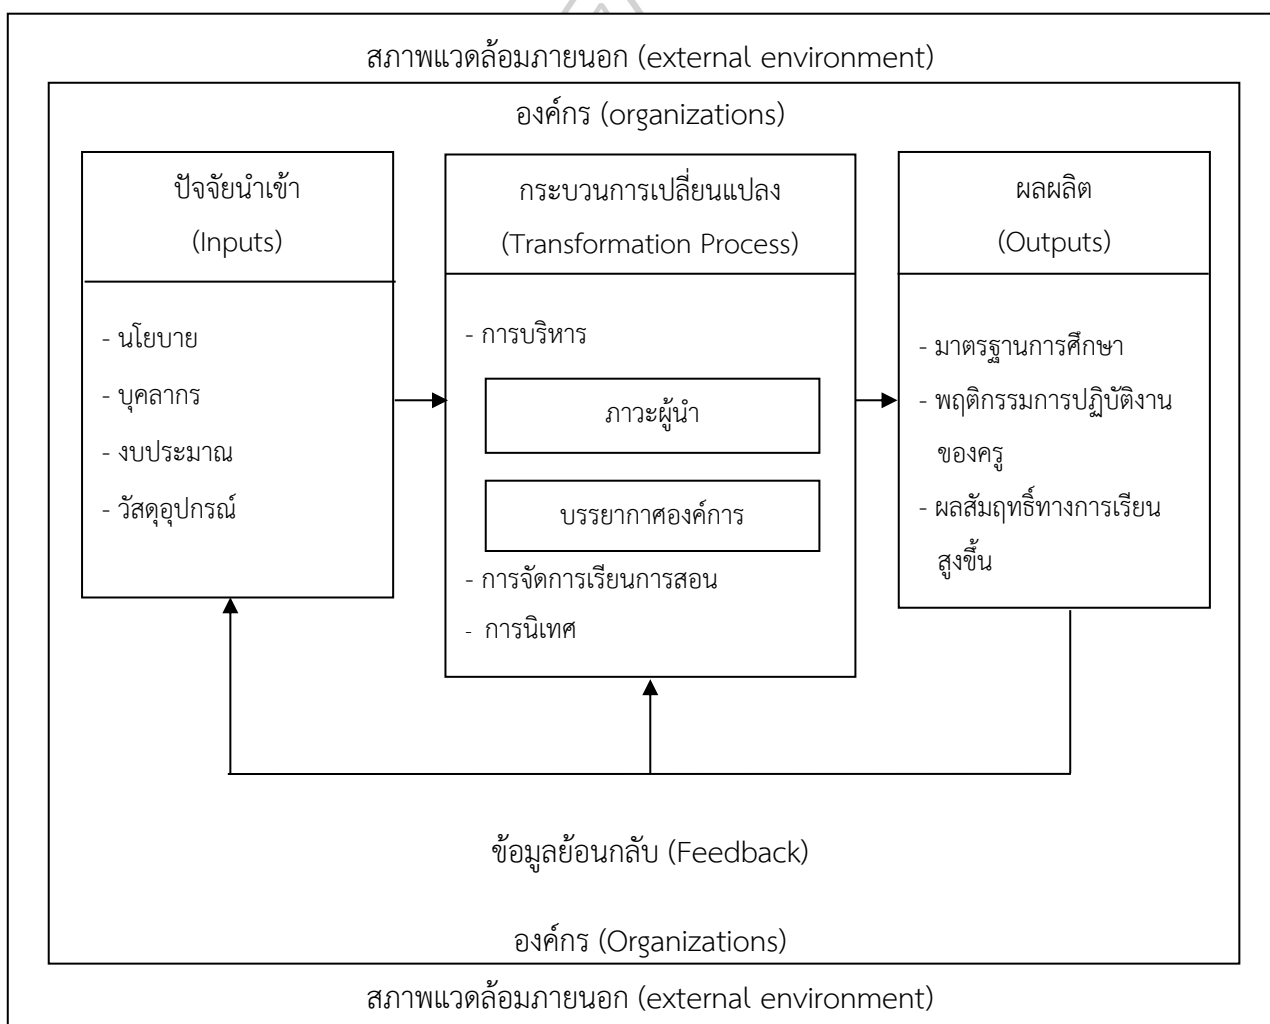 สภาพแวดล้อมภายนอก (external environment)
องค์กร (organizations)
ปัจจัยนำเข้า
(Inputs)
- นโยบาย
- บุคลากร
- งบประมาณ
- วัสดุอุปกรณ์
กระบวนการเปลี่ยนแปลง
(Transformation Process)
- การบริหาร
ภาวะผู้นำ
บรรยากาศองค์การ
- การจัดการเรียนการสอน
- การนิเทศ
ผลผลิต
(Outputs)
- มาตรฐานการศึกษา
- พฤติกรรมการปฏิบัติงาน
ของครู
- ผลสัมฤทธิ์ทางการเรียน
สูงขึ้น
ข้อมูลย้อนกลับ (Feedback)
องค์กร (Organizations)
สภาพแวดล้อมภายนอก (external environment)